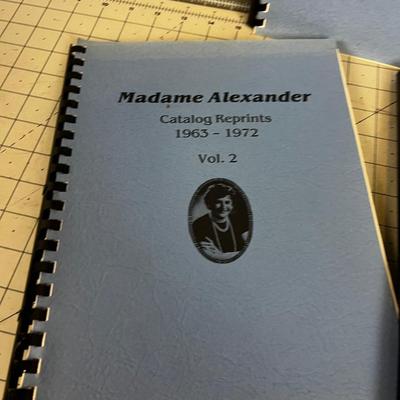 Madame Alexander
Catalog Reprints
1963 - 1972
Vol. 2